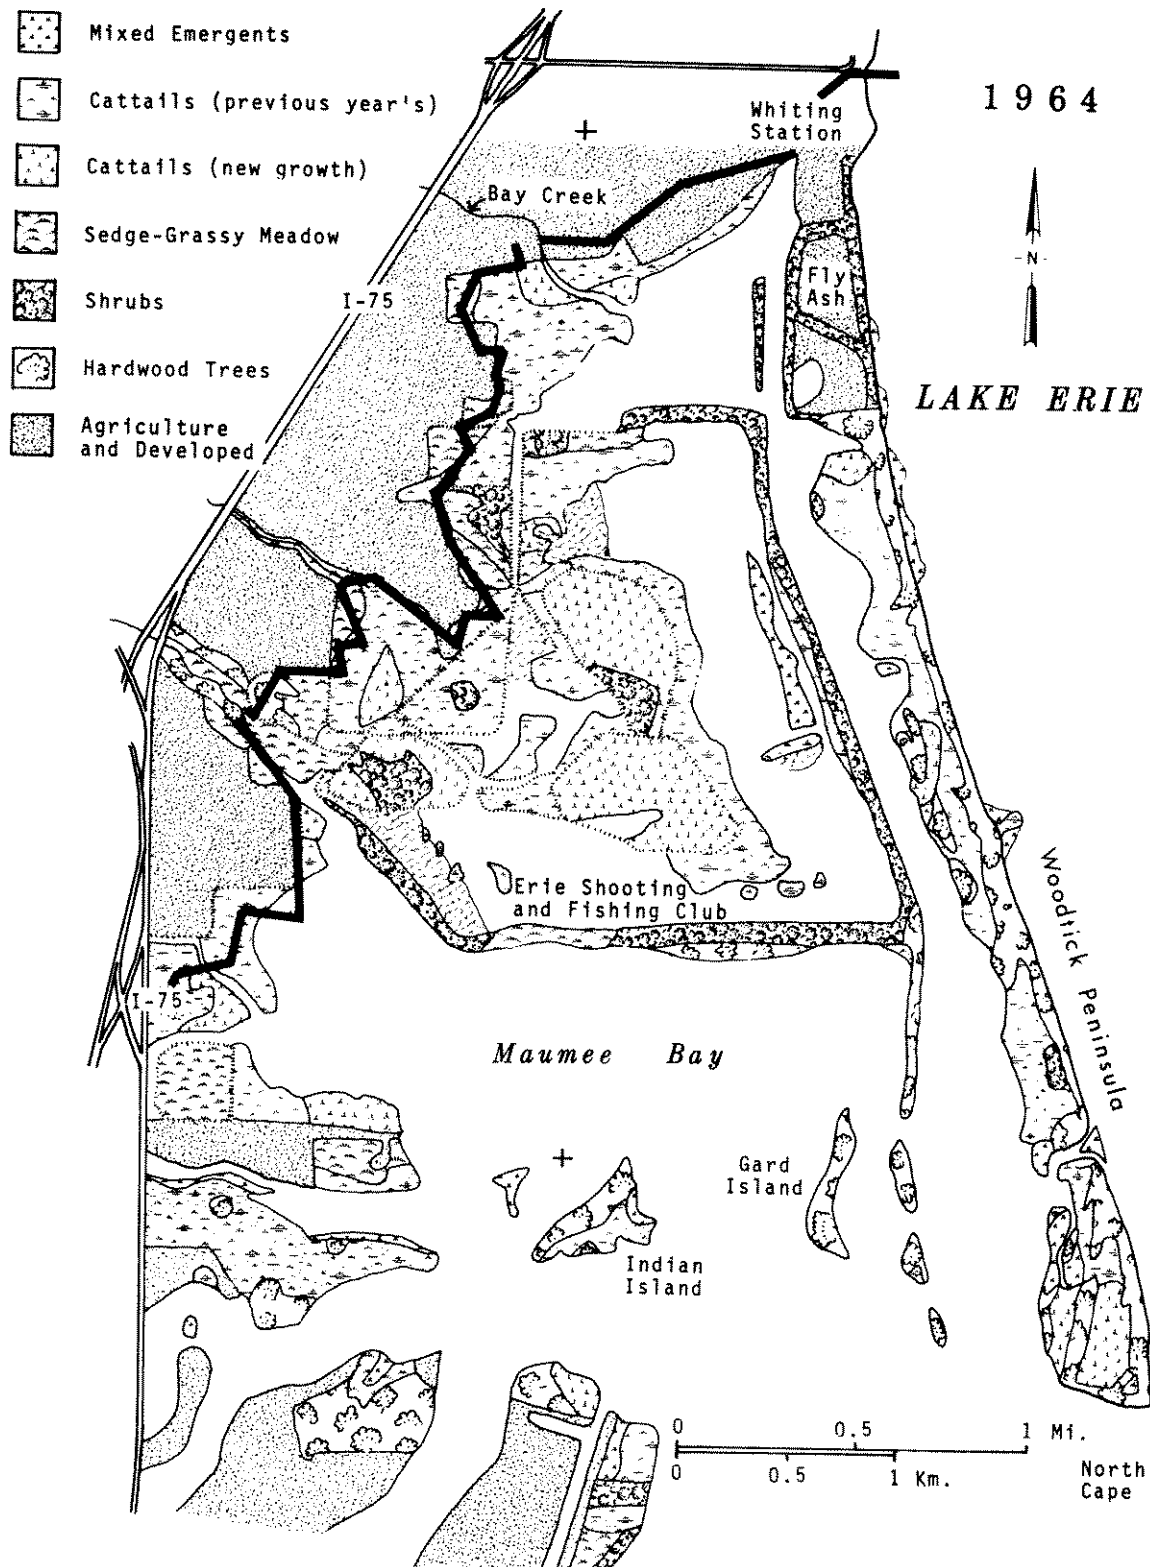 Mixed Emergents
Cattails (previous year's)
Cattails (new growth)
Sedge-Grassy Meadow
Shrubs
Hardwood Trees
Agriculture
and Developed
1964
Whiting
Station
Bay Creek
I-75
Fly
Ash
-N-
LAKE ERIE
Erie Shooting
and Fishing Club
Woodtick Peninsula
I-75
Maumee Bay
Gard
Island
Indian
Island
0 0.5 1 Mi.
0 0.5 1 Km.
North
Cape